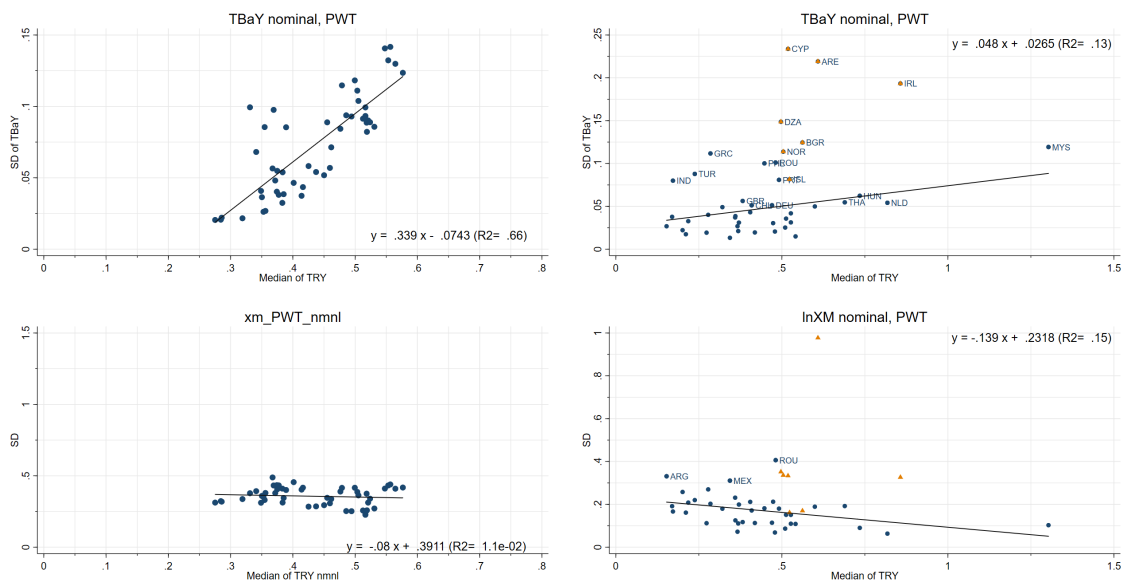 TBaY nominal, PWT
SD of TBaY
.15
.1
.05
0
y = .339 x - .0743 (R2= .66)
0 .1 .2 .3 .4 .5 .6 .7 .8
Median of TRY
TBaY nominal, PWT
SD of TBaY
.25
.2
.15
.1
.05
0
y = .048 x + .0265 (R2= .13)
CYP
ARE
IRL
DZA
BGR
MYS
NOR
GRC
ROU
TUR
IND
HUN
GBR
CHL
DEU
THA
NLD
0 .5 1 1.5
Median of TRY
xm_PWT_nmnl
SD
1.5
1
.5
0
y = -.08 x + .3911 (R2= 1.1e-02)
0 .1 .2 .3 .4 .5 .6 .7 .8
Median of TRY nmnl
lnXM nominal, PWT
SD
1
.8
.6
.4
.2
0
y = -.139 x + .2318 (R2= .15)
ROU
ARG
MEX
0 .5 1 1.5
Median of TRY